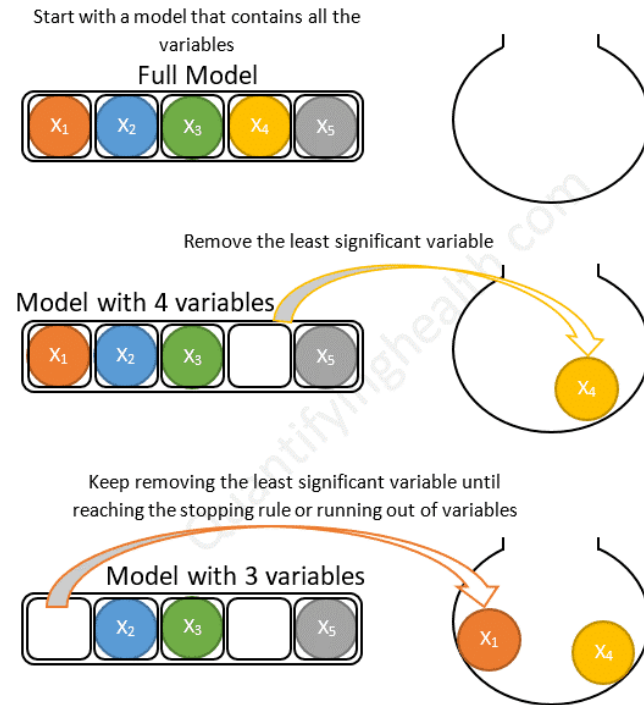 Start with a model that contains all the
variables
Full Model
X₁ X₂ X₃ X₄ X₅
Remove the least significant variable
Model with 4 variables
X₁ X₂ X₃ X₅
X₄
Keep removing the least significant variable until
reaching the stopping rule or running out of variables
Model with 3 variables
X₂ X₃ X₅
X₁ X₄
Quantifyinghealth.com